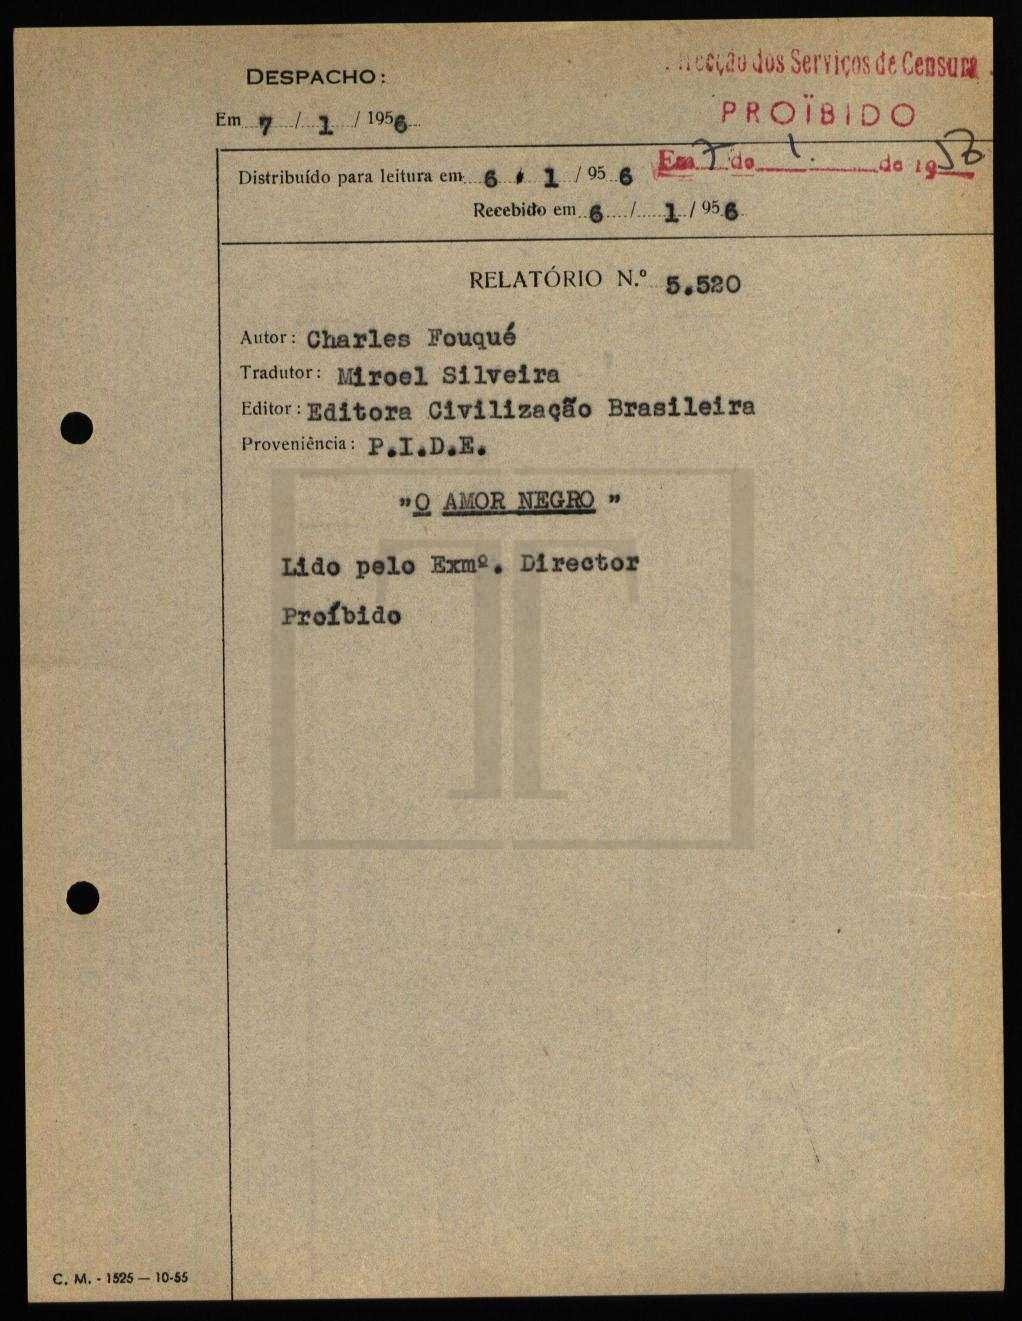 DESPACHO:
Em 7 / 1 / 1956
Direcção dos Serviços de Censura
PROÏBIDO
Em 7 de 1. de 1956
Distribuído para leitura em 6 / 1 / 956
Recebido em 6 / 1 / 956
RELATÓRIO N.º 5.520
Autor: Charles Fouqué
Tradutor: Miroel Silveira
Editor: Editora Civilização Brasileira
Proveniência: P.I.D.E.
"O AMOR NEGRO "
Lido pelo Exmº. Director
Proíbido
C. M. - 1525 — 10-55